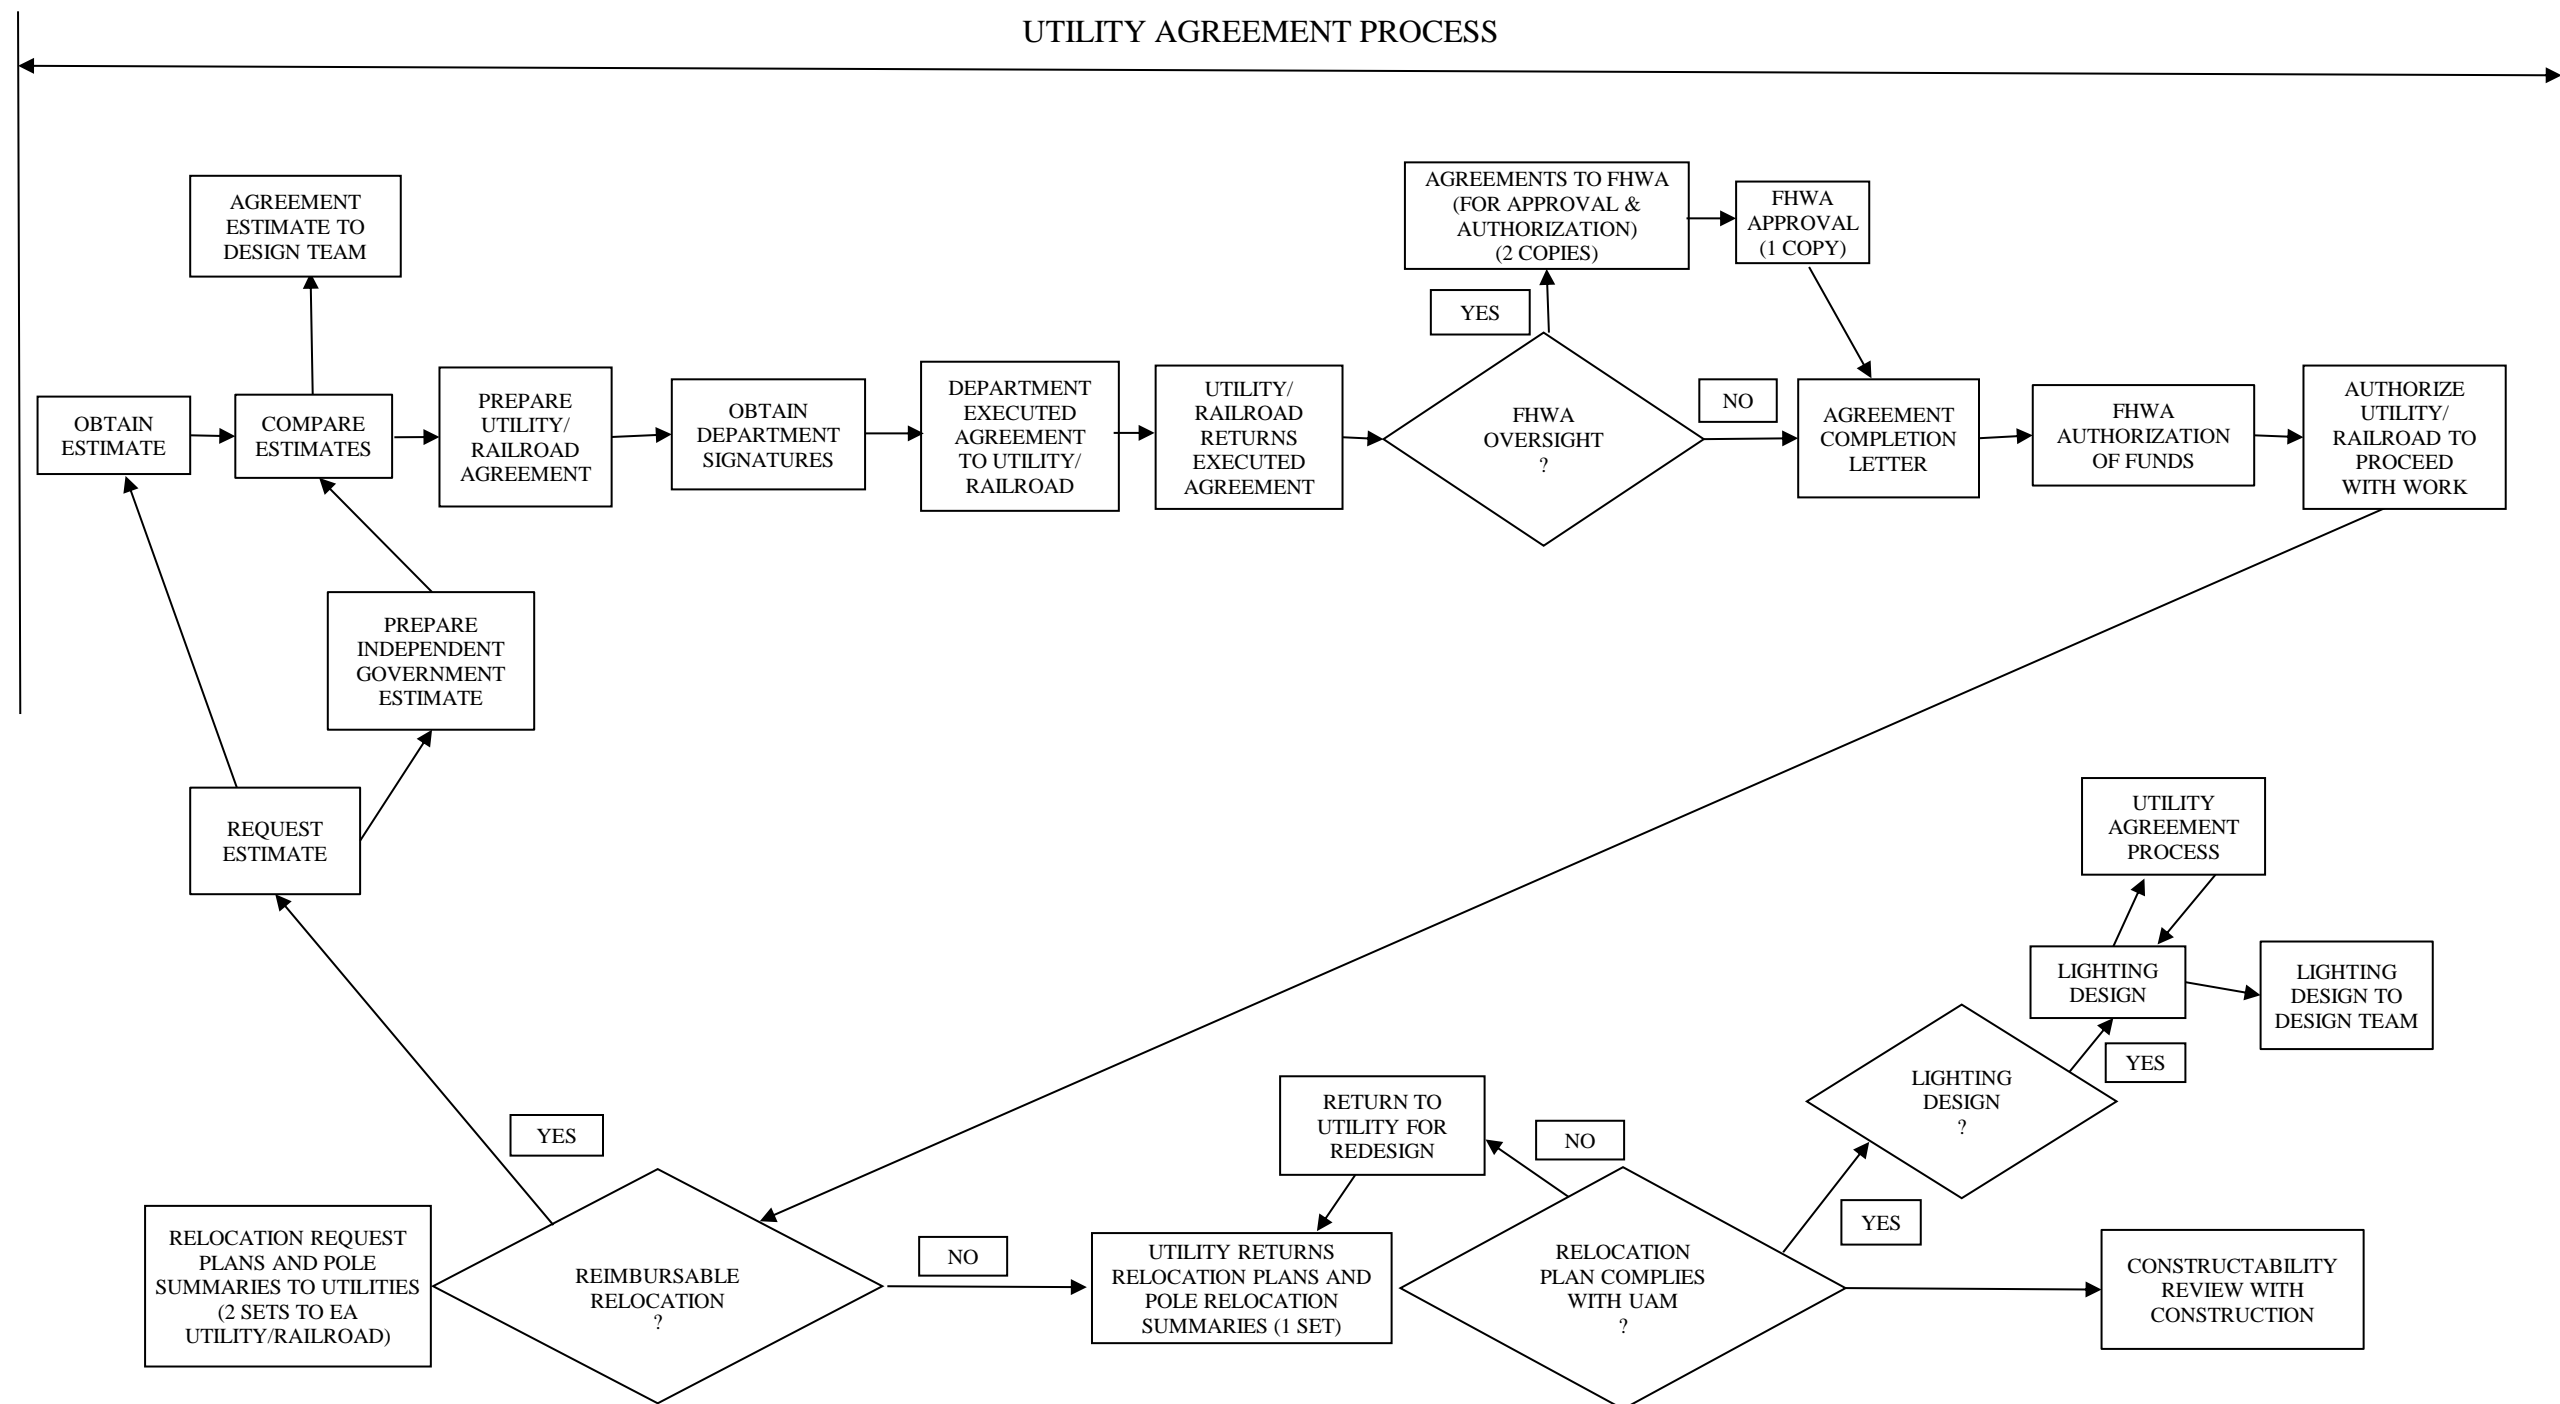 UTILITY AGREEMENT PROCESS
AGREEMENT
ESTIMATE TO
DESIGN TEAM
AGREEMENTS TO FHWA
(FOR APPROVAL &
AUTHORIZATION)
(2 COPIES)
FHWA
APPROVAL
(1 COPY)
YES
OBTAIN
ESTIMATE
COMPARE
ESTIMATES
PREPARE
UTILITY/
RAILROAD
AGREEMENT
OBTAIN
DEPARTMENT
SIGNATURES
DEPARTMENT
EXECUTED
AGREEMENT
TO UTILITY/
RAILROAD
UTILITY/
RAILROAD
RETURNS
EXECUTED
AGREEMENT
FHWA
OVERSIGHT
?
NO
AGREEMENT
COMPLETION
LETTER
FHWA
AUTHORIZATION
OF FUNDS
AUTHORIZE
UTILITY/
RAILROAD TO
PROCEED
WITH WORK
PREPARE
INDEPENDENT
GOVERNMENT
ESTIMATE
REQUEST
ESTIMATE
UTILITY
AGREEMENT
PROCESS
LIGHTING
DESIGN
LIGHTING
DESIGN TO
DESIGN TEAM
YES
LIGHTING
DESIGN
?
YES
RETURN TO
UTILITY FOR
REDESIGN
NO
YES
RELOCATION REQUEST
PLANS AND POLE
SUMMARIES TO UTILITIES
(2 SETS TO EA
UTILITY/RAILROAD)
REIMBURSABLE
RELOCATION
?
NO
UTILITY RETURNS
RELOCATION PLANS AND
POLE RELOCATION
SUMMARIES (1 SET)
RELOCATION
PLAN COMPLIES
WITH UAM
?
CONSTRUCTABILITY
REVIEW WITH
CONSTRUCTION